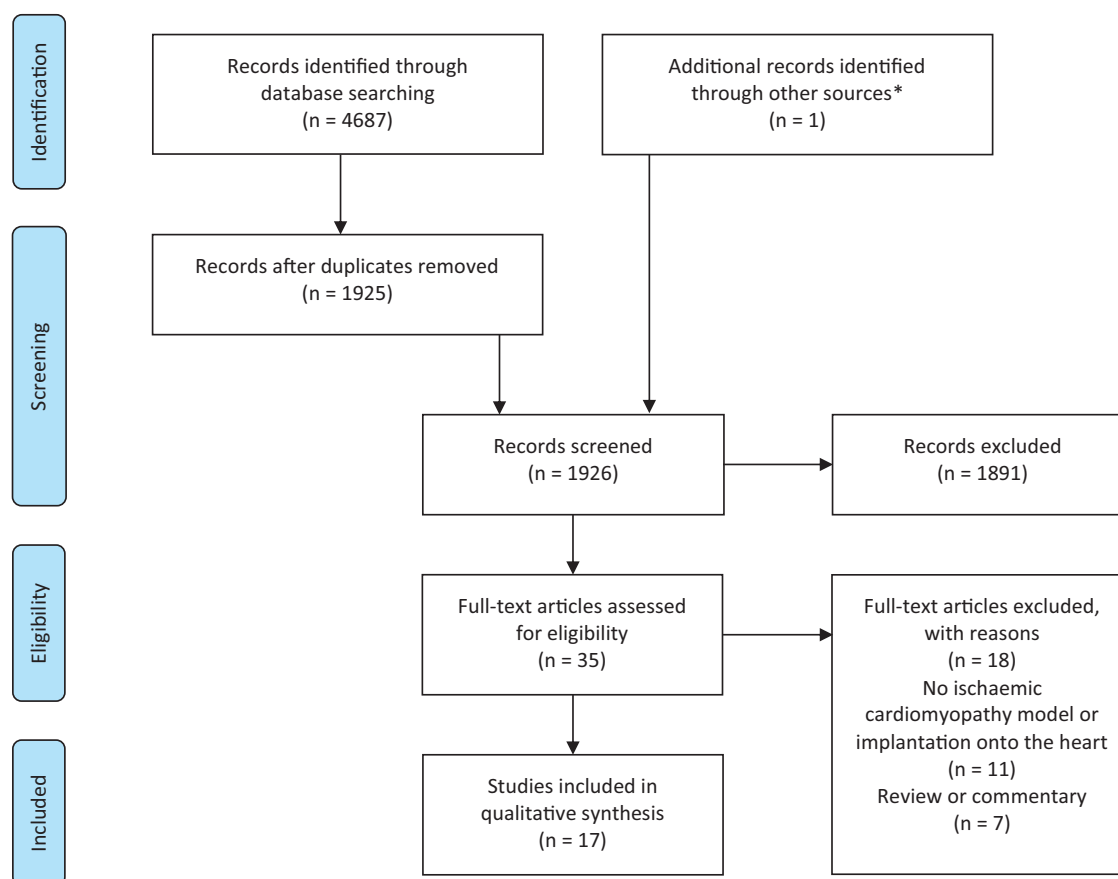 Identification
Records identified through
database searching
(n = 4687)
Additional records identified
through other sources*
(n = 1)
Screening
Records after duplicates removed
(n = 1925)
Records screened
(n = 1926)
Records excluded
(n = 1891)
Eligibility
Full-text articles assessed
for eligibility
(n = 35)
Full-text articles excluded,
with reasons
(n = 18)
No ischaemic
cardiomyopathy model or
implantation onto the heart
(n = 11)
Review or commentary
(n = 7)
Included
Studies included in
qualitative synthesis
(n = 17)